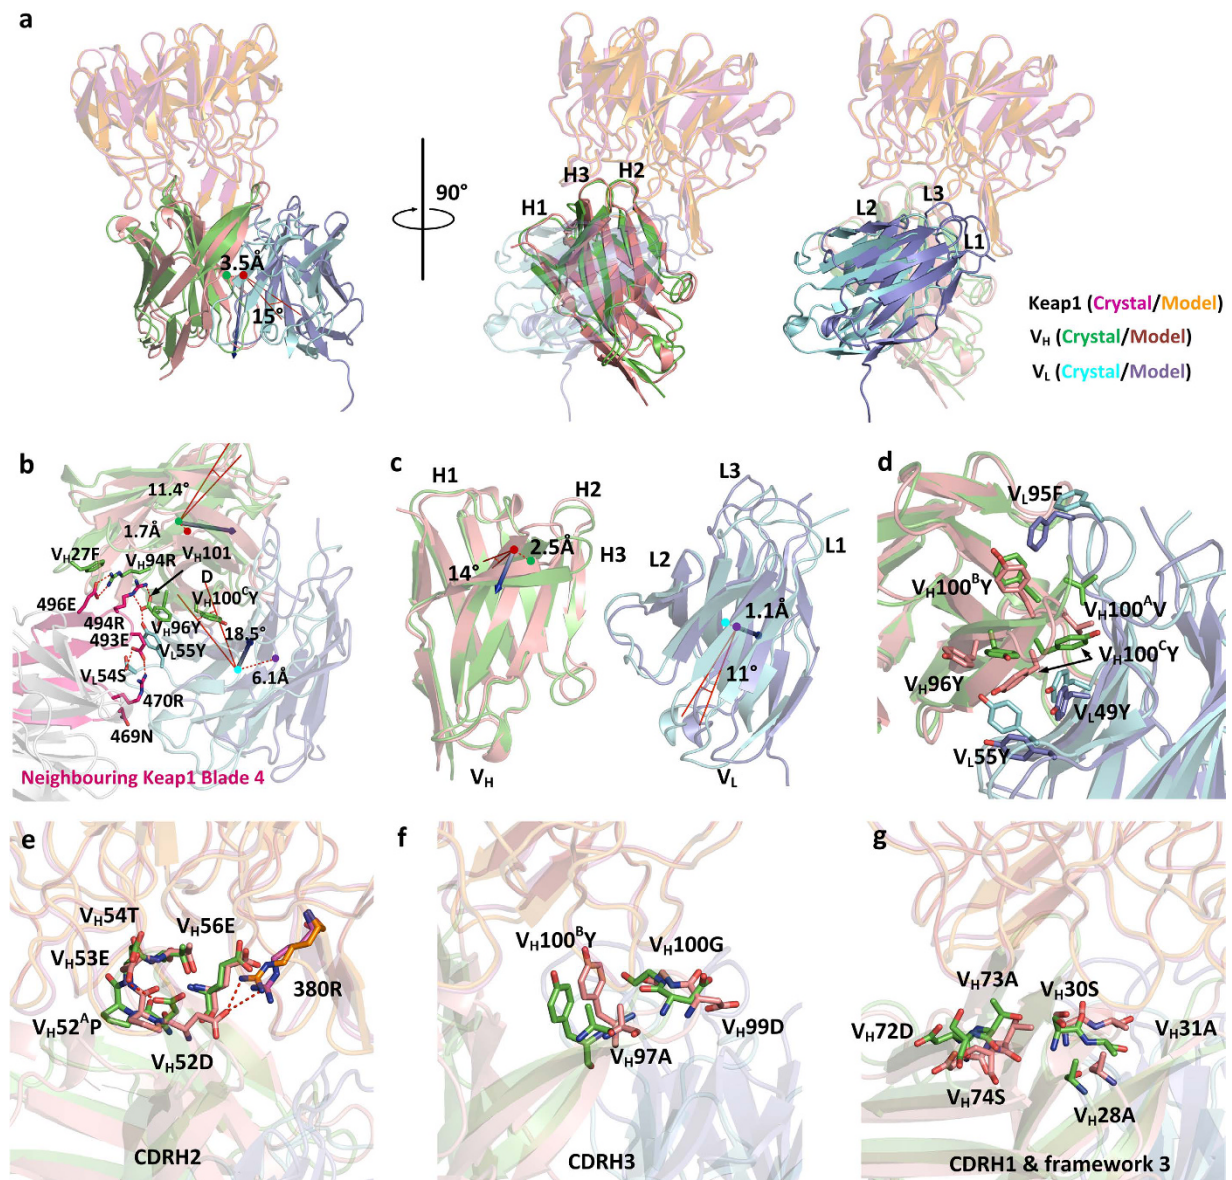 a
3.5Å
15°
90°
H1
H3
H2
L2
L3
L1
Keap1 (Crystal/Model)
VH (Crystal/Model)
VL (Crystal/Model)
b
11.4°
1.7Å
VH27F
VH94R
VH101
D
VH100CY
496E
494R
VH96Y
18.5°
493E
VL55Y
VL54S
6.1Å
470R
469N
Neighbouring Keap1 Blade 4
c
H1
H2
H3
2.5Å
14°
VH
L3
L2
L1
1.1Å
11°
VL
d
VL95F
VH100BY
VH100AV
VH100CY
VH96Y
VL49Y
VL55Y
e
VH54T
VH56E
VH53E
380R
VH52AP
VH52D
CDRH2
f
VH100BY
VH100G
VH99D
VH97A
CDRH3
g
VH73A
VH30S
VH72D
VH31A
VH74S
VH28A
CDRH1 & framework 3